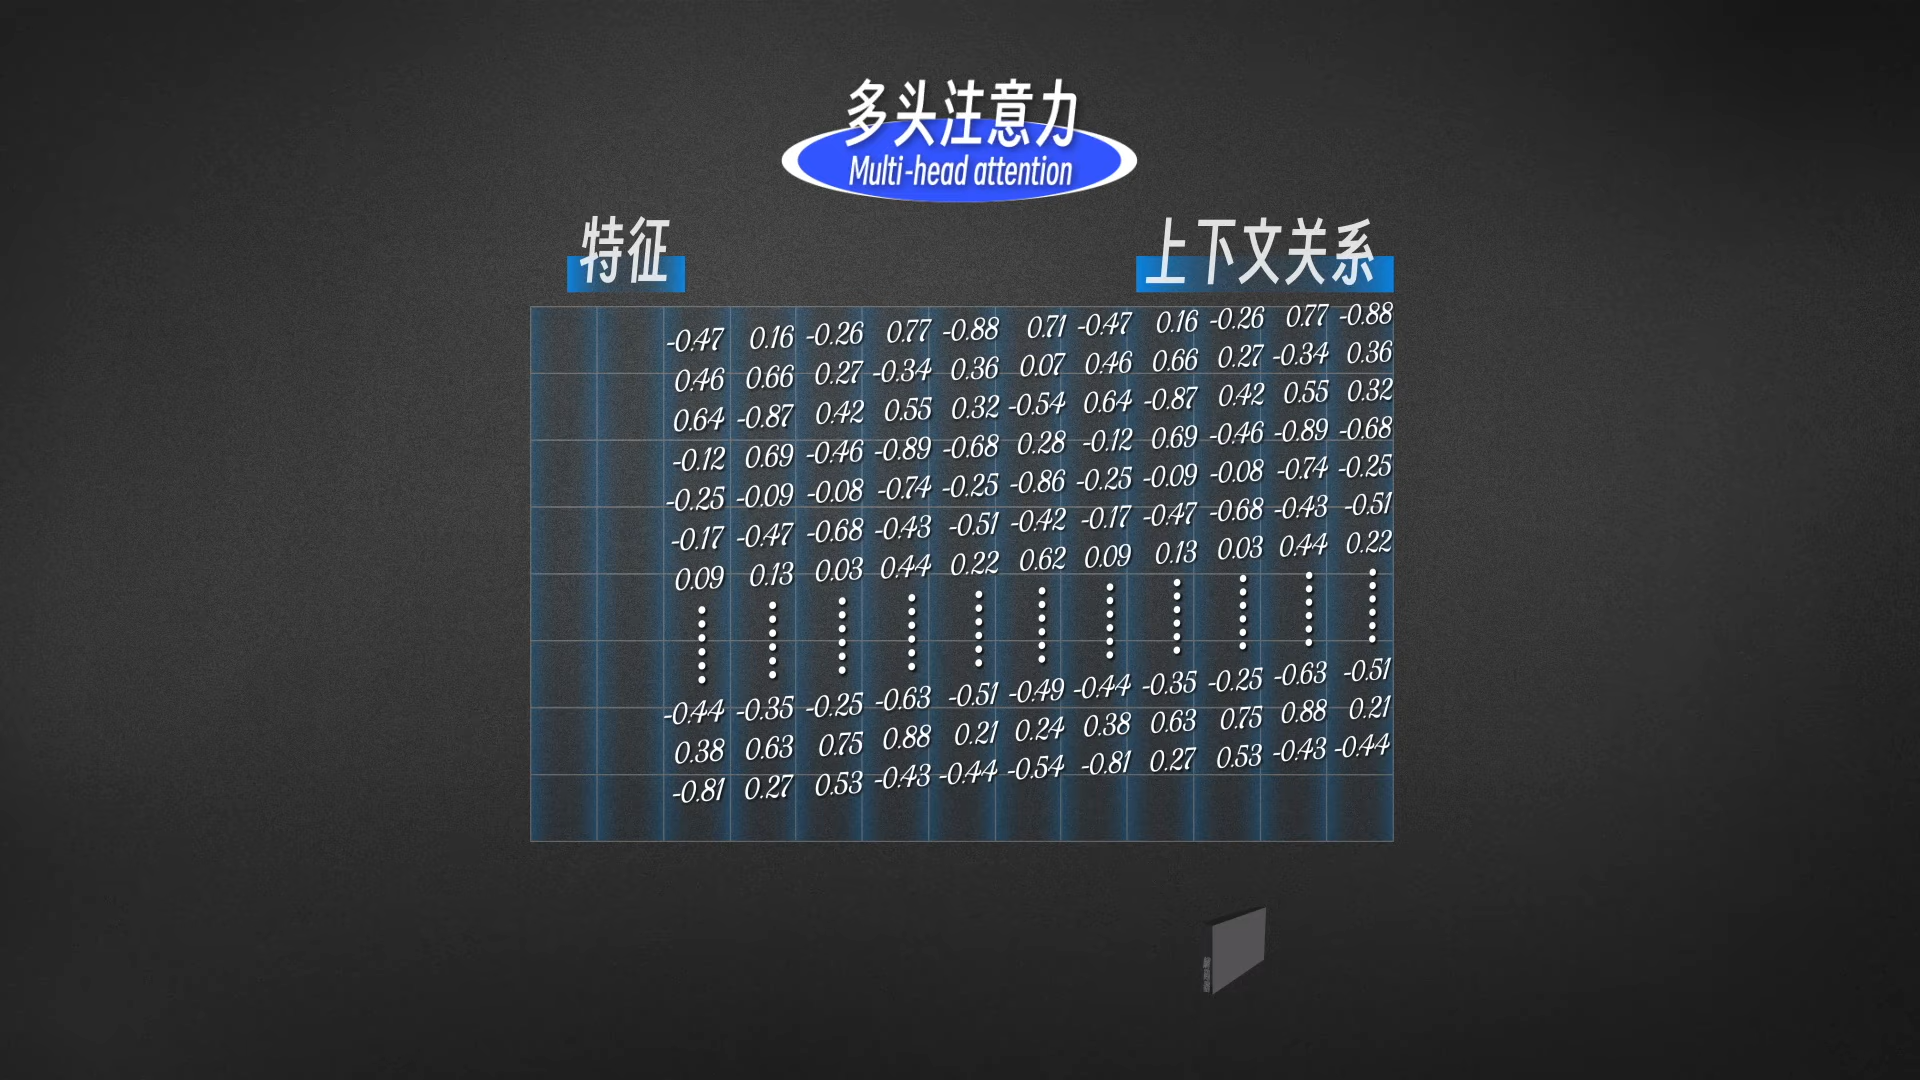 多头注意力
Multi-head attention
特征 上下文关系
-0.47 0.16 -0.26 0.77 -0.88 0.71 -0.47 0.16 -0.26 0.77 -0.88
0.46 0.66 0.27 -0.34 0.36 0.07 0.46 0.66 0.27 -0.34 0.36
0.64 -0.87 0.42 0.55 0.32 -0.54 0.64 -0.87 0.42 0.55 0.32
-0.12 0.69 -0.46 -0.89 -0.68 0.28 -0.12 0.69 -0.46 -0.89 -0.68
-0.25 -0.09 -0.08 -0.74 -0.25 -0.86 -0.25 -0.09 -0.08 -0.74 -0.25
-0.17 -0.47 -0.68 -0.43 -0.51 -0.42 -0.17 -0.47 -0.68 -0.43 -0.51
0.09 0.13 0.03 0.44 0.22 0.62 0.09 0.13 0.03 0.44 0.22
-0.44 -0.35 -0.25 -0.63 -0.51 -0.49 -0.44 -0.35 -0.25 -0.63 -0.51
0.38 0.63 0.75 0.88 0.21 0.24 0.38 0.63 0.75 0.88 0.21
-0.81 0.27 0.53 -0.43 -0.44 -0.54 -0.81 0.27 0.53 -0.43 -0.44